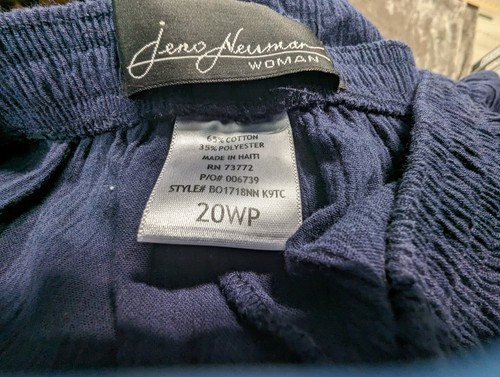 Jeno Neuman
WOMAN
65% COTTON
35% POLYESTER
MADE IN HAITI
RN 73772
P/O# 006739
STYLE# BO1718NN K9TC
20WP